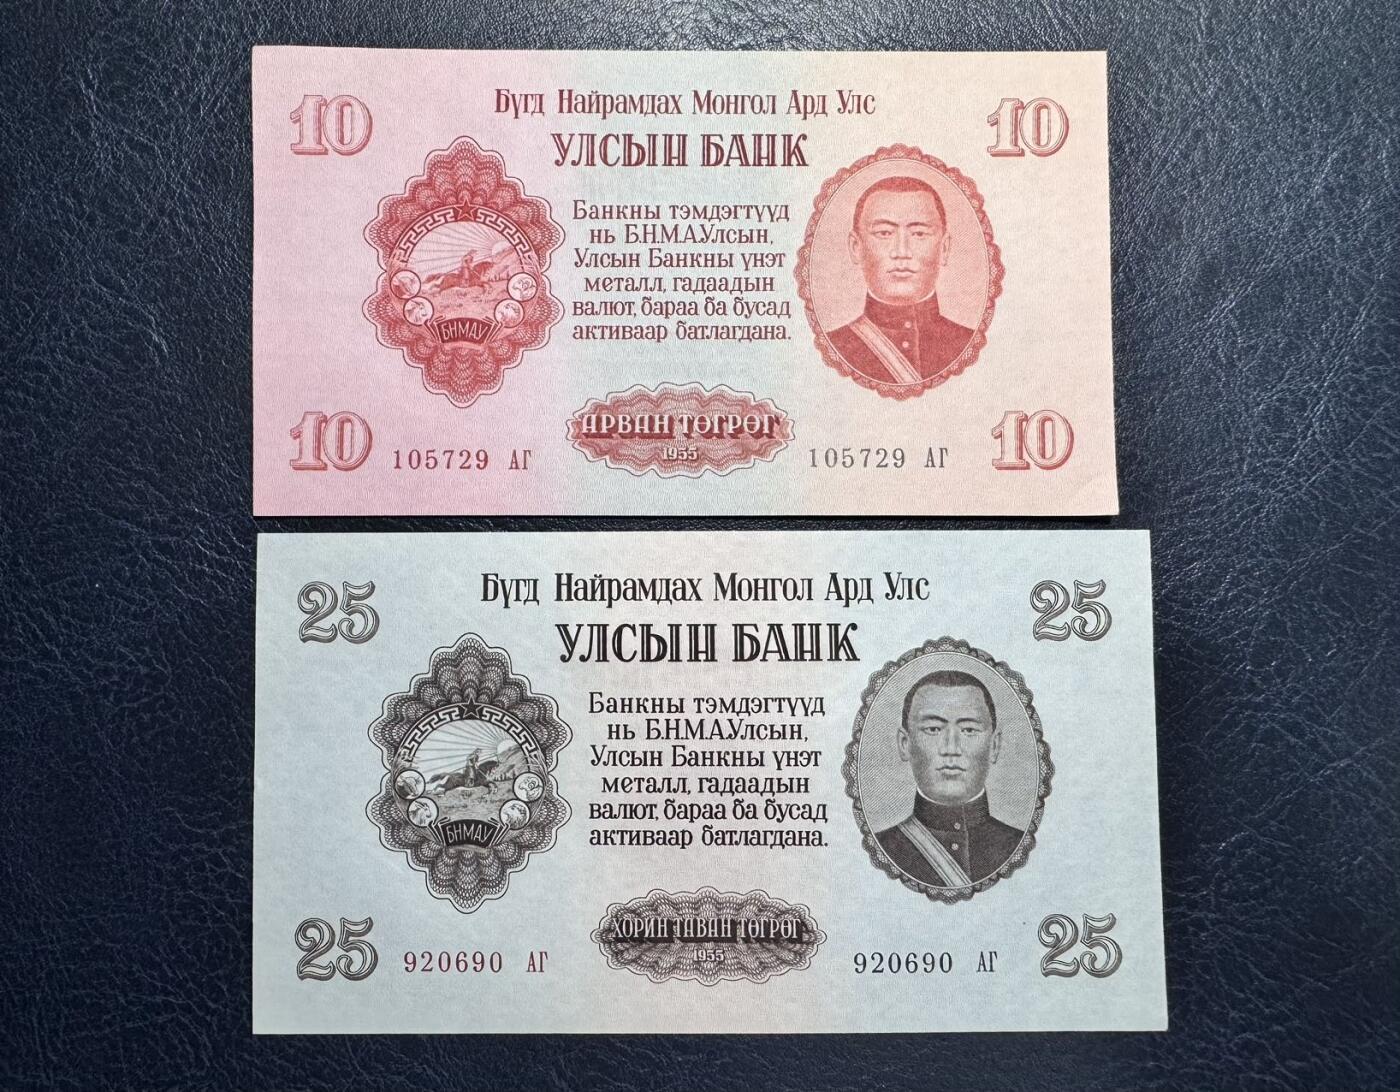 10
Бүгд Найрамдах Монгол Ард Улс
10
УЛСЫН БАНК
Банкны тэмдэгтүүд
нь Б.Н.М.А.Улсын,
Улсын Банкны үнэт
металл, гадаадын
валют, бараа ба бусад
активаар батлагдана.
БНМАУ
10
105729 АГ
АРВАН ТӨГРӨГ
1955
105729 АГ
10
25
Бүгд Найрамдах Монгол Ард Улс
25
УЛСЫН БАНК
Банкны тэмдэгтүүд
нь Б.Н.М.А.Улсын,
Улсын Банкны үнэт
металл, гадаадын
валют, бараа ба бусад
активаар батлагдана.
БНМАУ
25
920690 АГ
ХОРИН ТАВАН ТӨГРӨГ
1955
920690 АГ
25